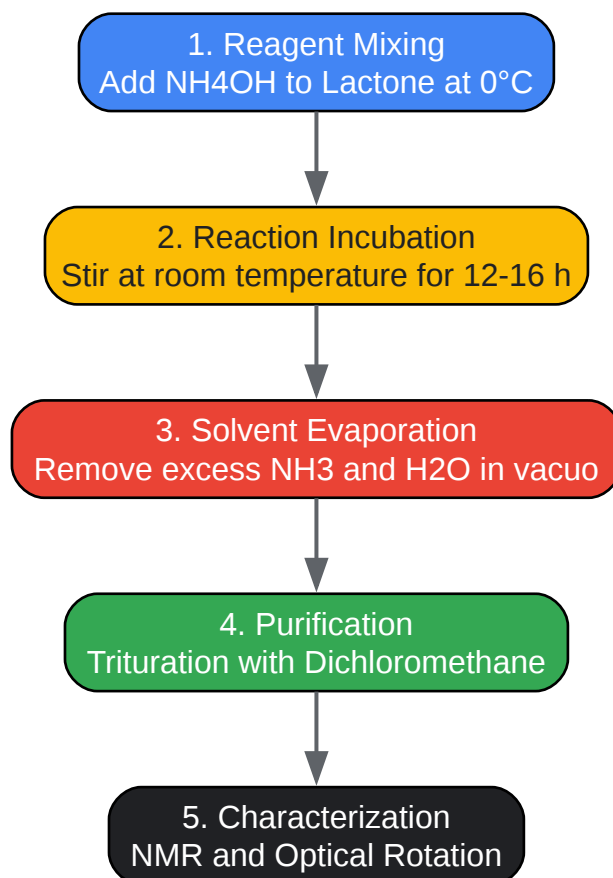 1. Reagent Mixing
Add NH4OH to Lactone at 0°C
2. Reaction Incubation
Stir at room temperature for 12-16 h
3. Solvent Evaporation
Remove excess NH3 and H2O in vacuo
4. Purification
Trituration with Dichloromethane
5. Characterization
NMR and Optical Rotation